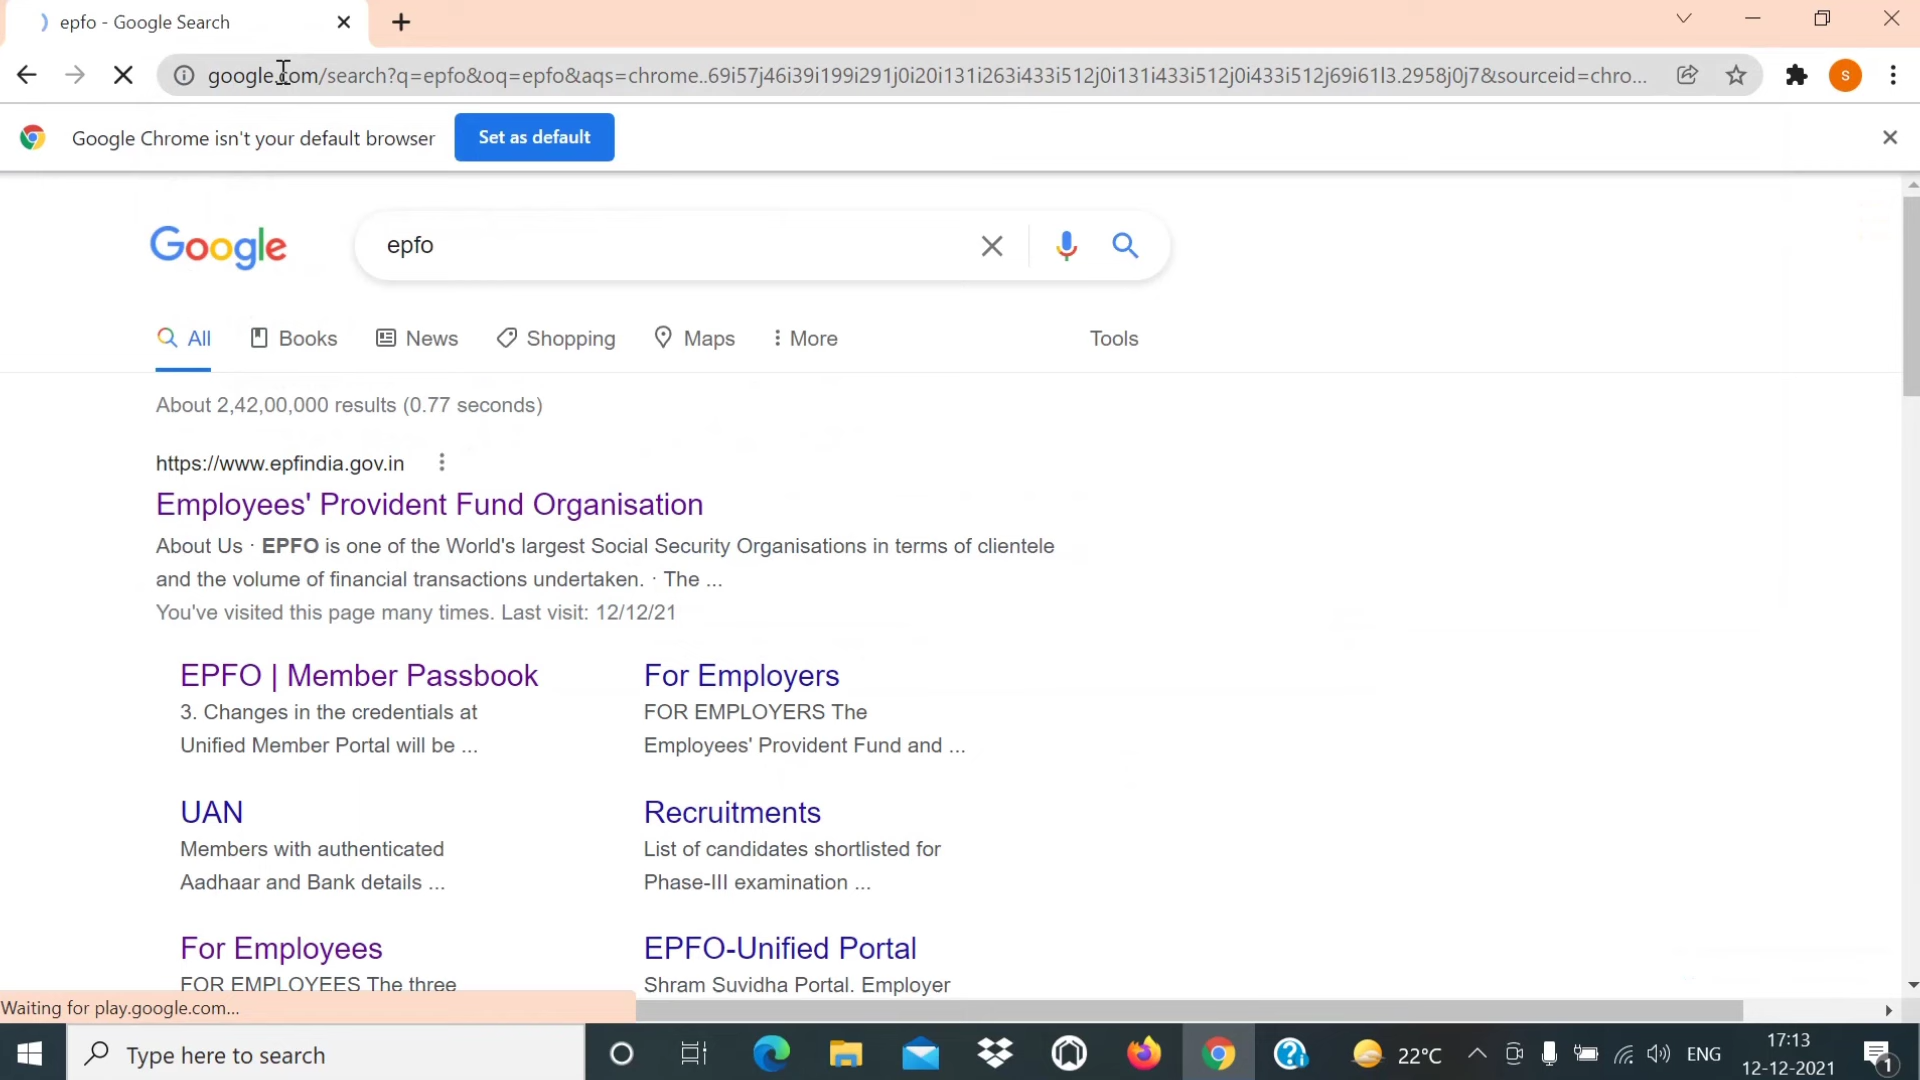 epfo - Google Search
google.com/search?q=epfo&oq=epfo&aqs=chrome..69i57j46i39i199i291j0i20i131i263i433i512j0i131i433i512j0i433i512j69i61l3.2958j0j7&sourceid=chro...
S
Google Chrome isn't your default browser
Set as default
Google
epfo
All
Books
News
Shopping
Maps
More
Tools
About 2,42,00,000 results (0.77 seconds)
https://www.epfindia.gov.in
Employees' Provident Fund Organisation
About Us · EPFO is one of the World's largest Social Security Organisations in terms of clientele
and the volume of financial transactions undertaken. · The ...
You've visited this page many times. Last visit: 12/12/21
EPFO | Member Passbook
3. Changes in the credentials at
Unified Member Portal will be ...
For Employers
FOR EMPLOYERS The
Employees' Provident Fund and ...
UAN
Members with authenticated
Aadhaar and Bank details ...
Recruitments
List of candidates shortlisted for
Phase-III examination ...
For Employees
FOR EMPLOYEES The three
EPFO-Unified Portal
Shram Suvidha Portal. Employer
Waiting for play.google.com...
Type here to search
22°C
ENG
17:13
12-12-2021
1